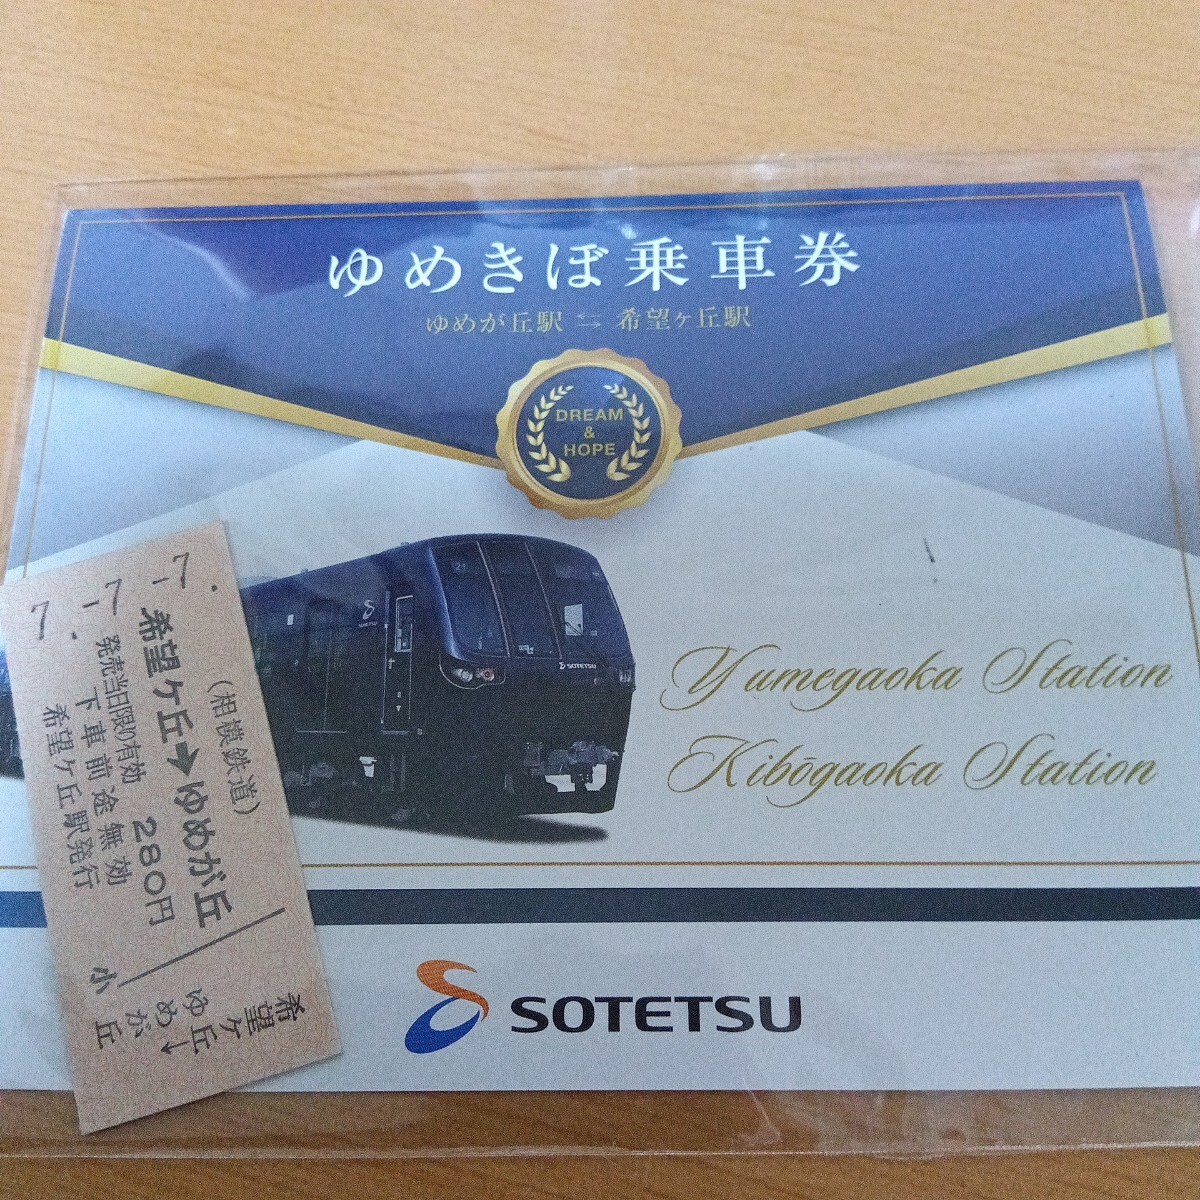 ゆめきぼ乗車券
ゆめが丘駅 ⇆ 希望ヶ丘駅
DREAM
&
HOPE
21
SOTETSU
SOTETSU
Yumegaoka Station
Kibōgaoka Station
SOTETSU
7.-7.-7.
(相模鉄道)
希望ヶ丘→ゆめが丘
発売当日限り有効 280円
下車前途無効
希望ケ丘駅発行
小
希望ヶ丘→
ゆめが丘